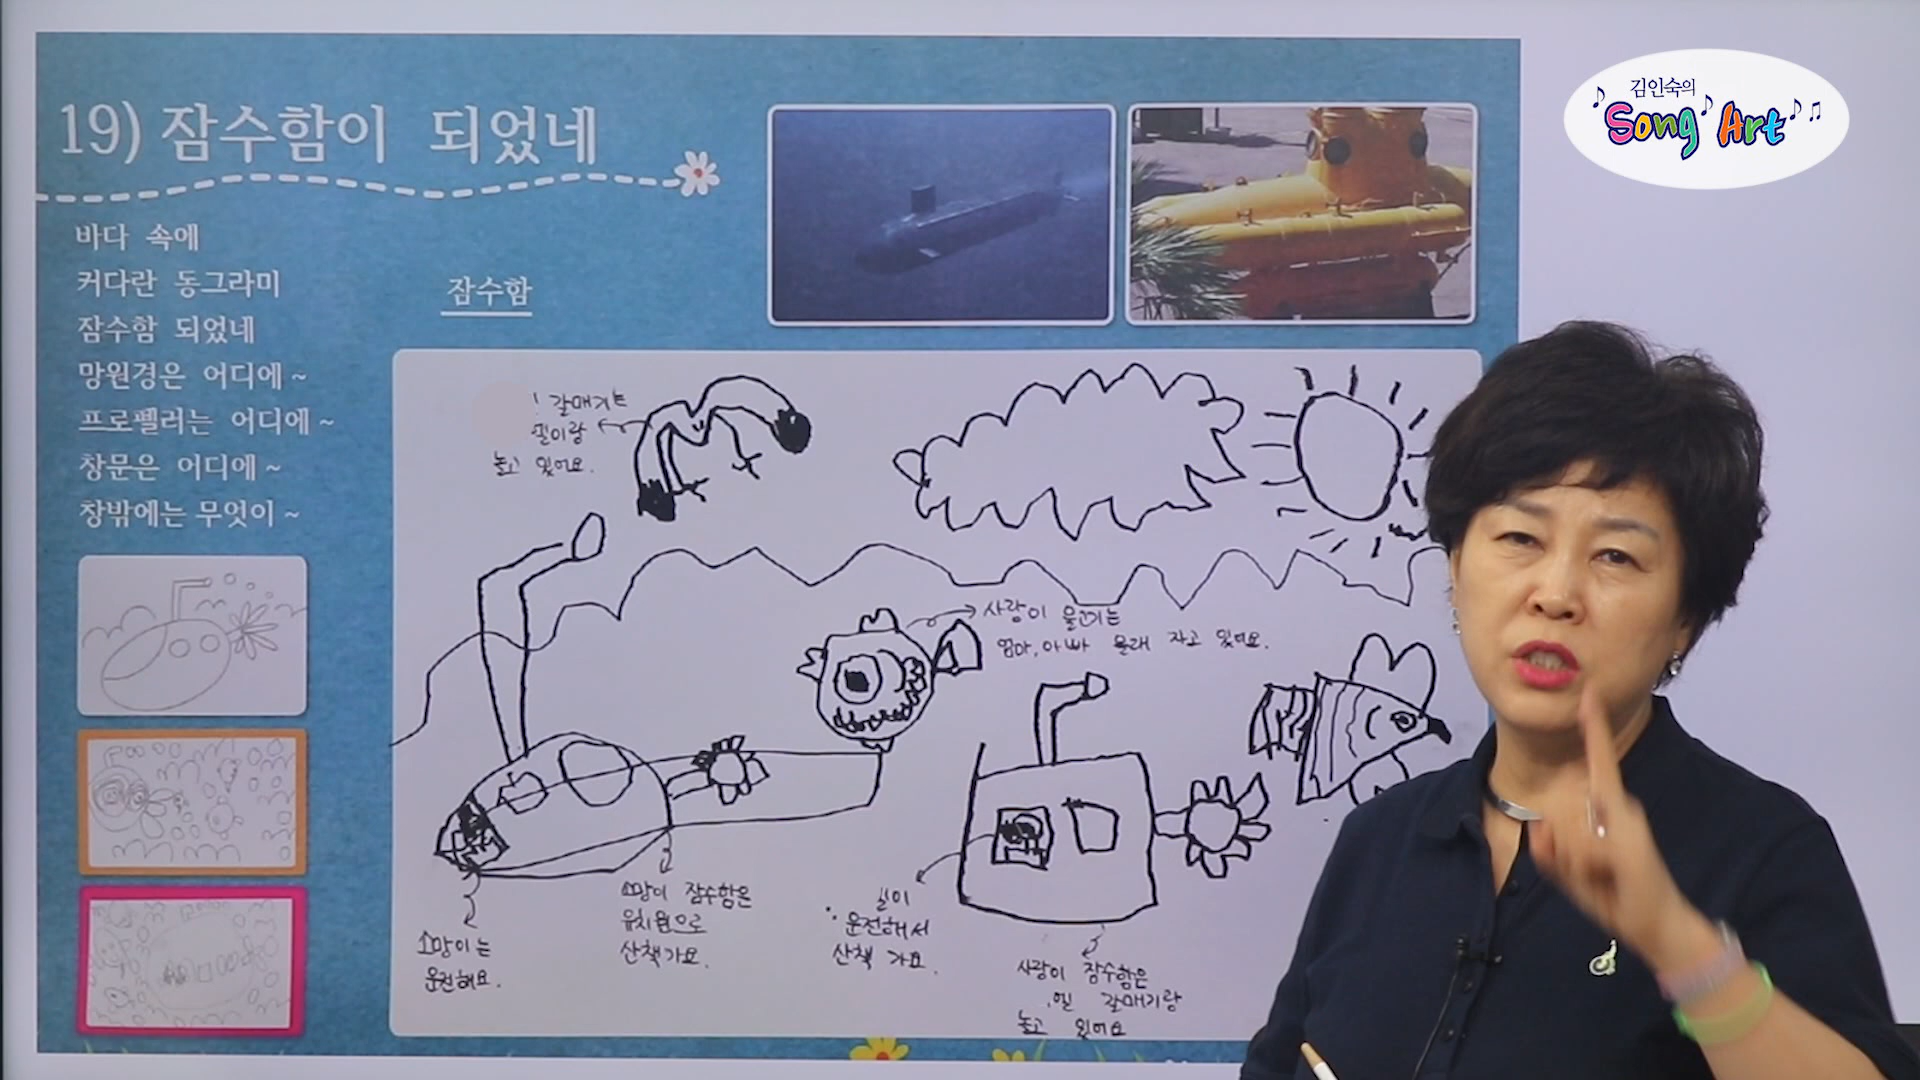 19) 잠수함이 되었네
바다 속에
커다란 동그라미
잠수함 되었네
망원경은 어디에~
프로펠러는 어디에~
창문은 어디에~
창밖에는 무엇이~
잠수함
김인숙의
Song Art
갈매기는
놀고 있어요.
사랑이 물고기는
엄마, 아빠 몰래 자고 있어요.
소망이는
운전해요.
소망이 잠수함은
유치원으로
산책가요.
운전해서
산책 가요.
사랑이 잠수함은
갈매기랑
놀고 있어요